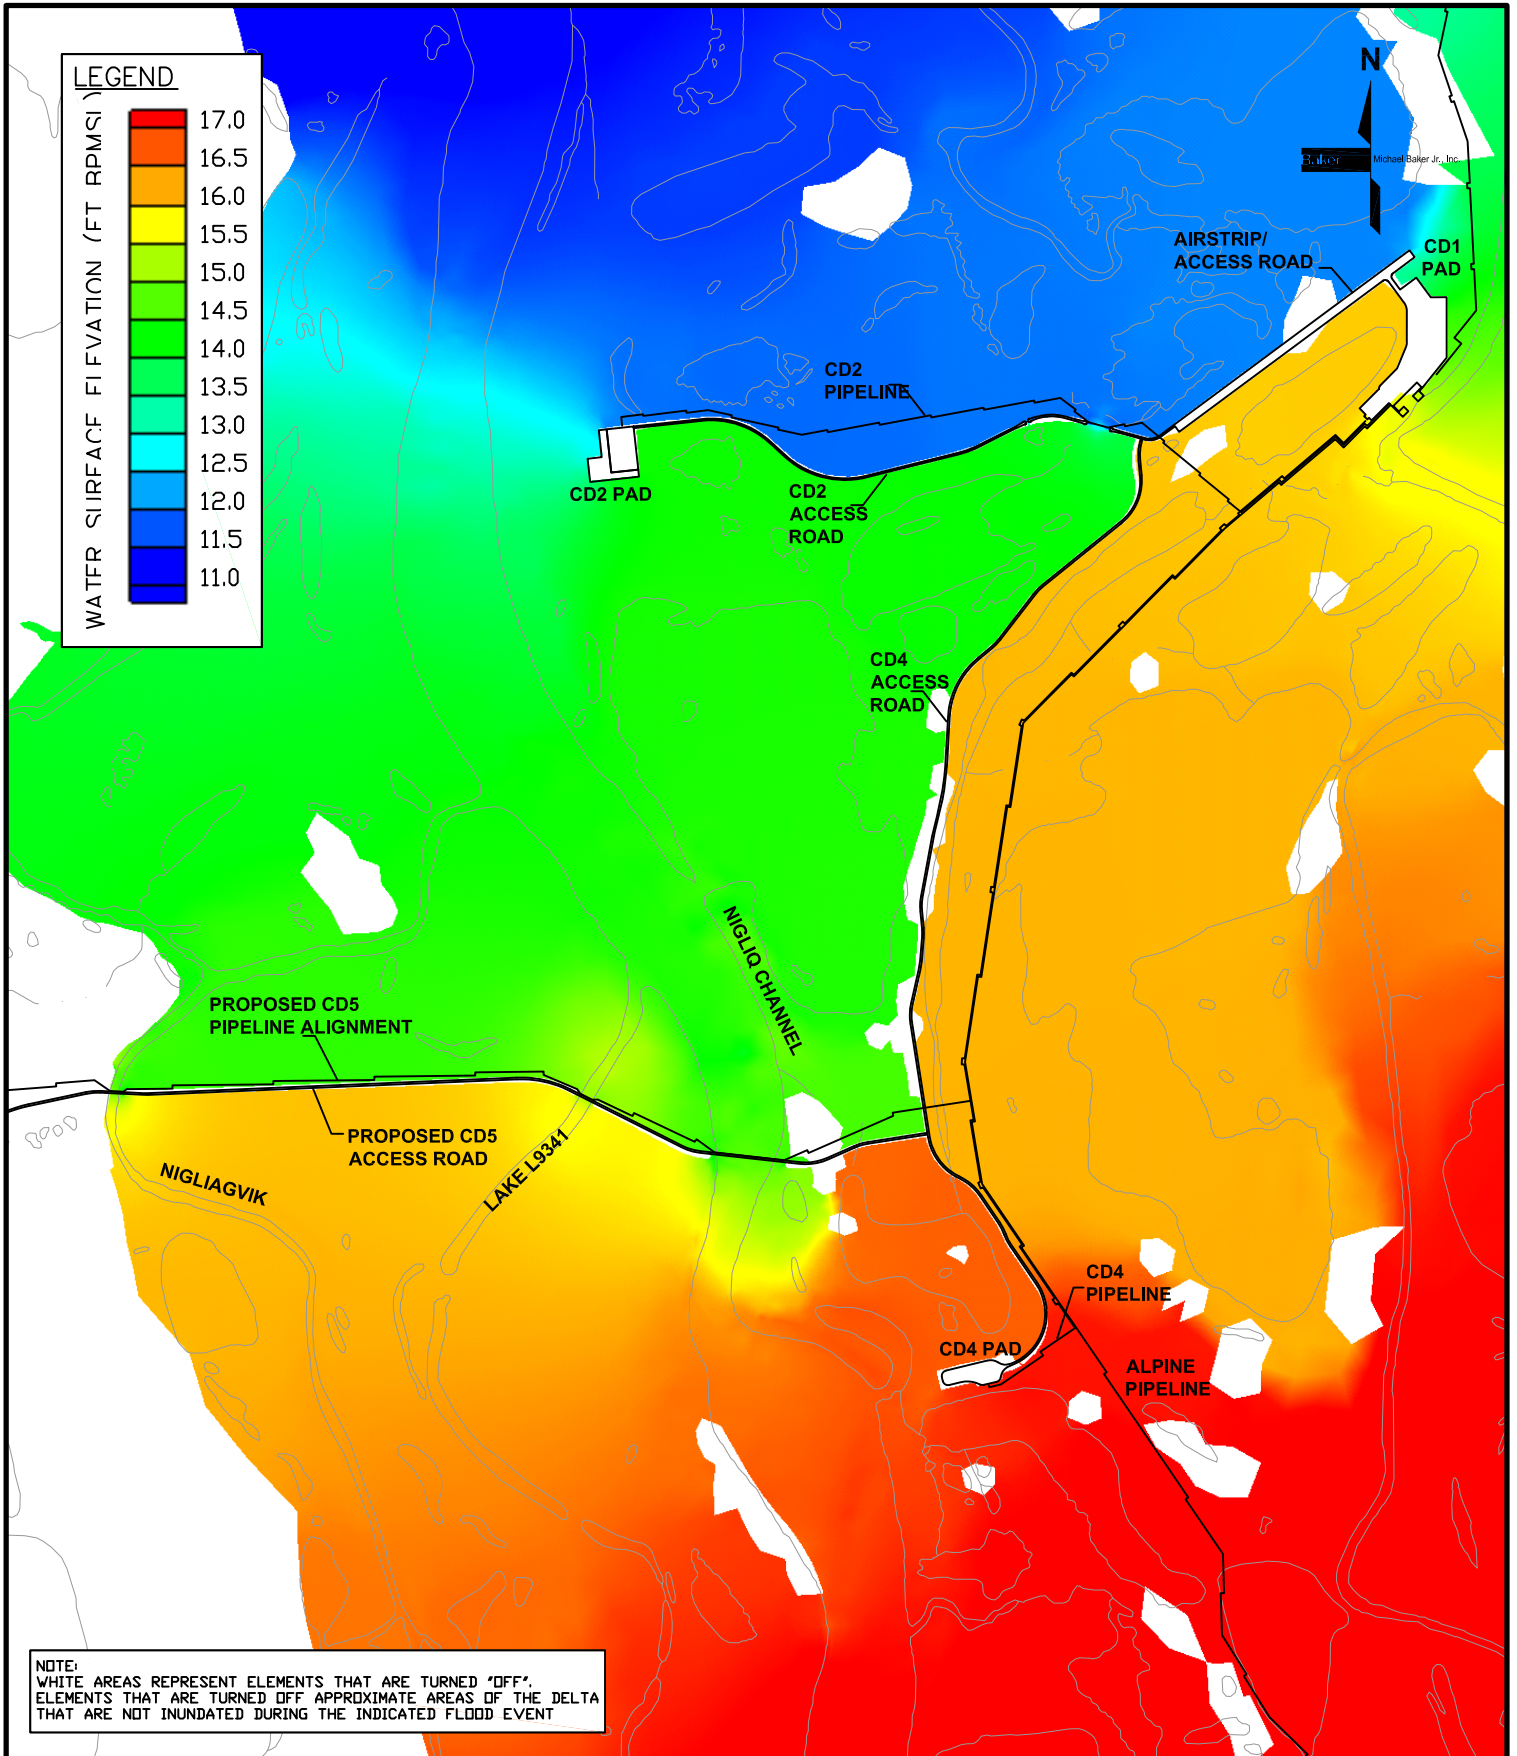 LEGEND
WATER SURFACE ELEVATION (FT BPMSL)
17.0
16.5
16.0
15.5
15.0
14.5
14.0
13.5
13.0
12.5
12.0
11.5
11.0
N
Baker
Michael Baker Jr., Inc.
AIRSTRIP/
ACCESS ROAD
CD1
PAD
CD2
PIPELINE
CD2 PAD
CD2
ACCESS
ROAD
CD4
ACCESS
ROAD
NIGLIQ CHANNEL
PROPOSED CD5
PIPELINE ALIGNMENT
PROPOSED CD5
ACCESS ROAD
NIGLIAGVIK
LAKE L9341
CD4
PIPELINE
CD4 PAD
ALPINE
PIPELINE
NOTE:
WHITE AREAS REPRESENT ELEMENTS THAT ARE TURNED "OFF".
ELEMENTS THAT ARE TURNED OFF APPROXIMATE AREAS OF THE DELTA
THAT ARE NOT INUNDATED DURING THE INDICATED FLOOD EVENT